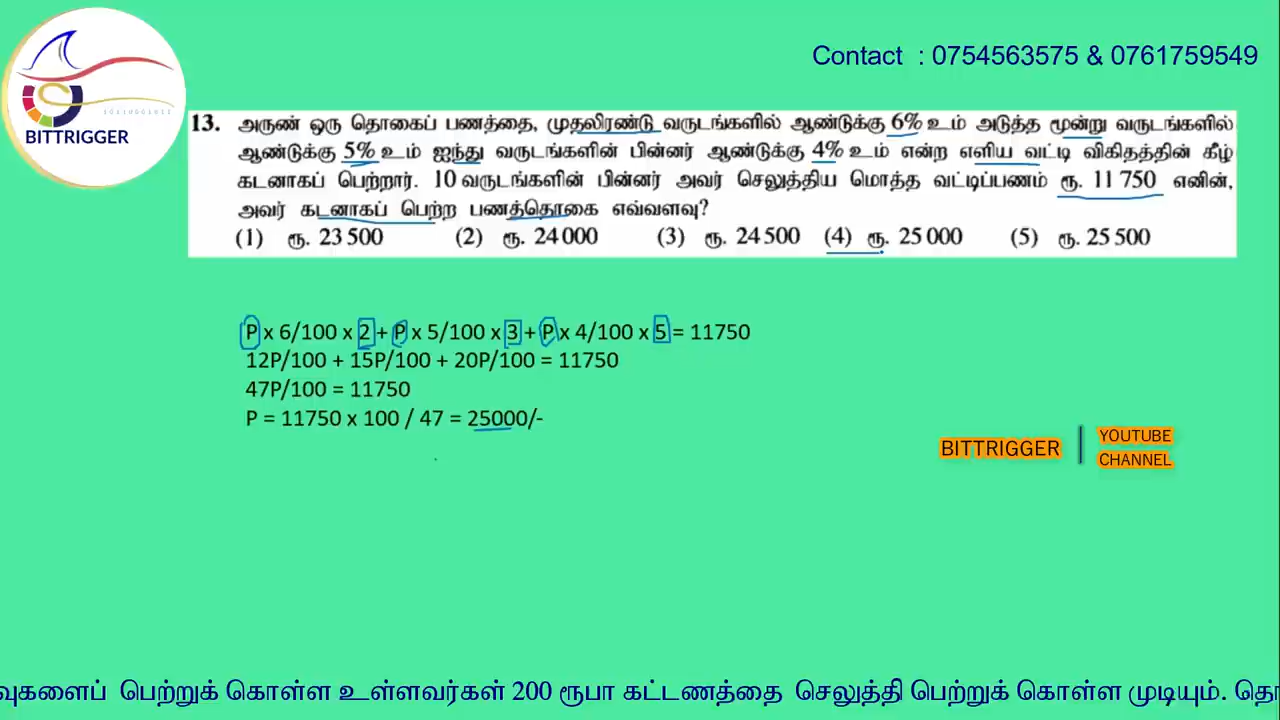 Contact : 0754563575 & 0761759549
BITTRIGGER
13. அருண் ஒரு தொகைப் பணத்தை, முதலிரண்டு வருடங்களில் ஆண்டுக்கு 6% உம் அடுத்த மூன்று வருடங்களில்
ஆண்டுக்கு 5% உம் ஐந்து வருடங்களின் பின்னர் ஆண்டுக்கு 4% உம் என்ற எளிய வட்டி விகிதத்தின் கீழ்
கடனாகப் பெற்றார். 10 வருடங்களின் பின்னர் அவர் செலுத்திய மொத்த வட்டிப்பணம் ரூ. 11 750 எனின்,
அவர் கடனாகப் பெற்ற பணத்தொகை எவ்வளவு?
(1) ரூ. 23 500 (2) ரூ. 24 000 (3) ரூ. 24 500 (4) ரூ. 25 000 (5) ரூ. 25 500
P x 6/100 x 2 + P x 5/100 x 3 + P x 4/100 x 5 = 11750
12P/100 + 15P/100 + 20P/100 = 11750
47P/100 = 11750
P = 11750 x 100 / 47 = 25000/-
BITTRIGGER
YOUTUBE
CHANNEL
வுகளைப் பெற்றுக் கொள்ள உள்ளவர்கள் 200 ரூபா கட்டணத்தை செலுத்தி பெற்றுக் கொள்ள முடியும். தொ